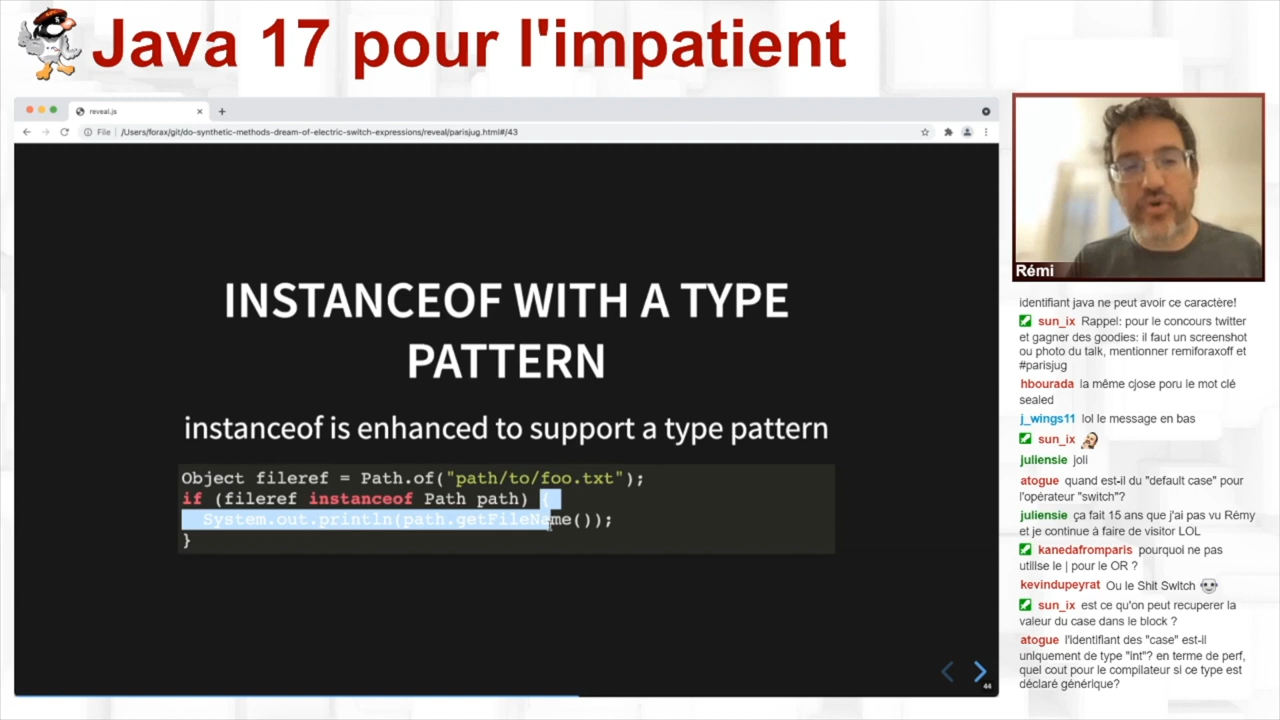 Java 17 pour l'impatient
reveal.js
File
/Users/forax/git/do-synthetic-methods-dream-of-electric-switch-expressions/reveal/parisjug.html#/43
INSTANCEOF WITH A TYPE
PATTERN
instanceof is enhanced to support a type pattern
Object fileref = Path.of("path/to/foo.txt");
if (fileref instanceof Path path) {
System.out.println(path.getFileName());
}
44
Rémi
identifiant java ne peut avoir ce caractère!
sun_ix Rappel: pour le concours twitter
et gagner des goodies: il faut un screenshot
ou photo du talk, mentionner remiforaxoff et
#parisjug
hbourada la même cjose poru le mot clé
sealed
j_wings11 lol le message en bas
sun_ix
juliensie joli
atogue quand est-il du "default case" pour
l'opérateur "switch"?
juliensie ça fait 15 ans que j'ai pas vu Rémy
et je continue à faire de visitor LOL
kanedafromparis pourquoi ne pas
utilise le | pour le OR ?
kevindupeyrat Ou le Shit Switch
sun_ix est ce qu'on peut recuperer la
valeur du case dans le block ?
atogue l'identifiant des "case" est-il
uniquement de type "int"? en terme de perf,
quel cout pour le compilateur si ce type est
déclaré générique?